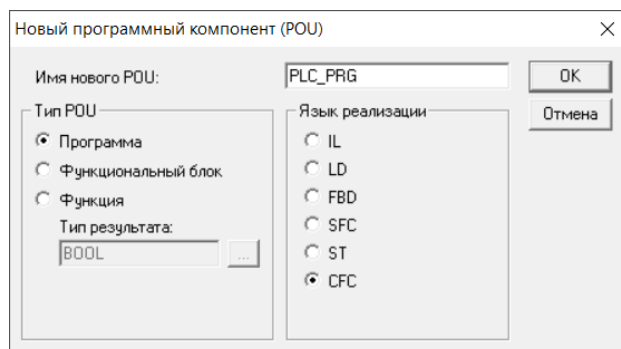 Новый программный компонент (POU)
Имя нового POU:
PLC_PRG
OK
Отмена
Тип POU
Программа
Функциональный блок
Функция
Тип результата:
BOOL
...
Язык реализации
IL
LD
FBD
SFC
ST
CFC